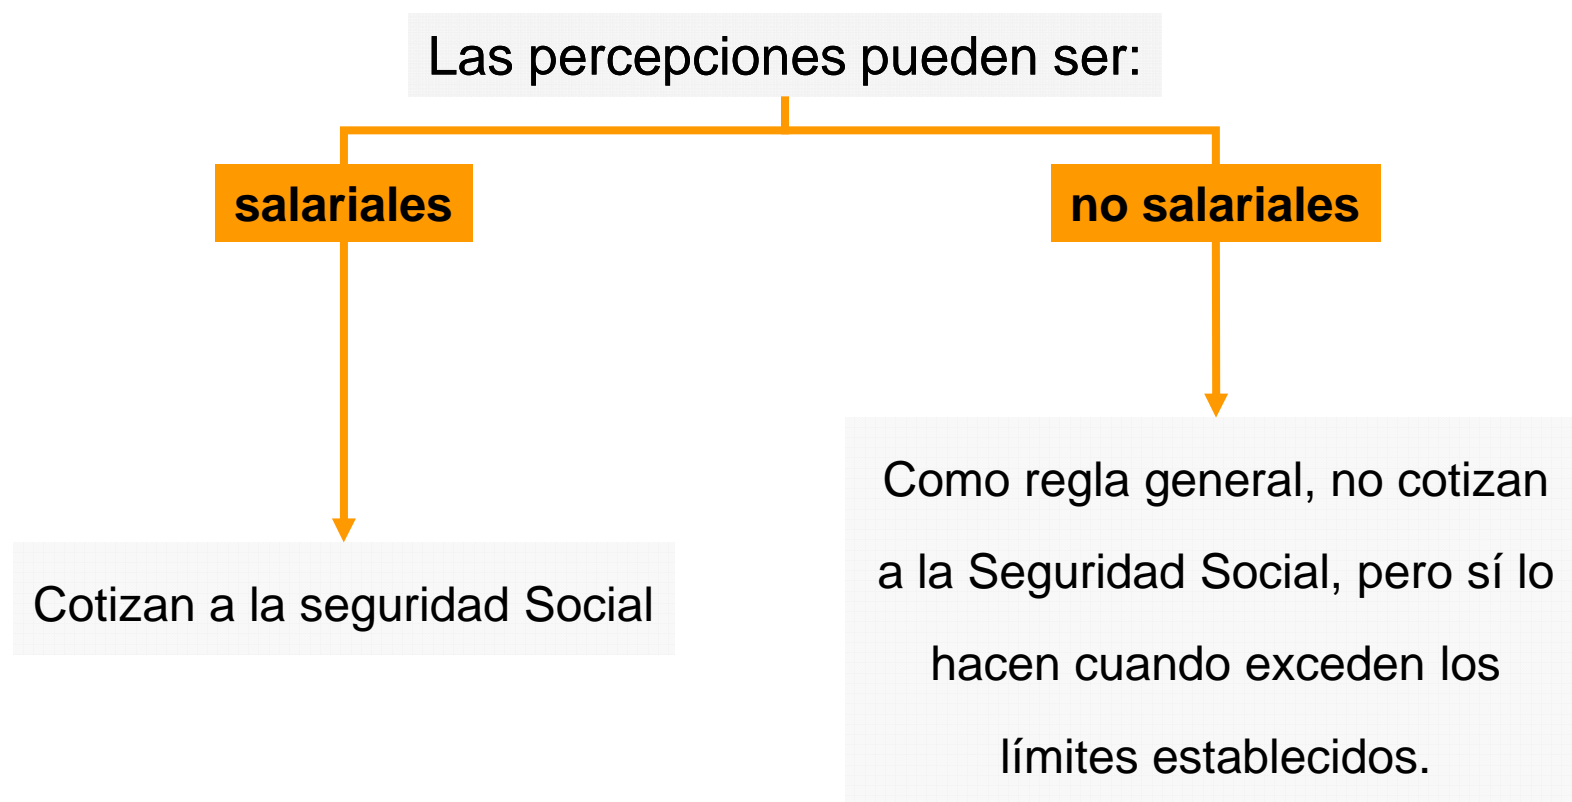 Las percepciones pueden ser:
salariales
no salariales
Cotizan a la seguridad Social
Como regla general, no cotizan
a la Seguridad Social, pero sí lo
hacen cuando exceden los
límites establecidos.